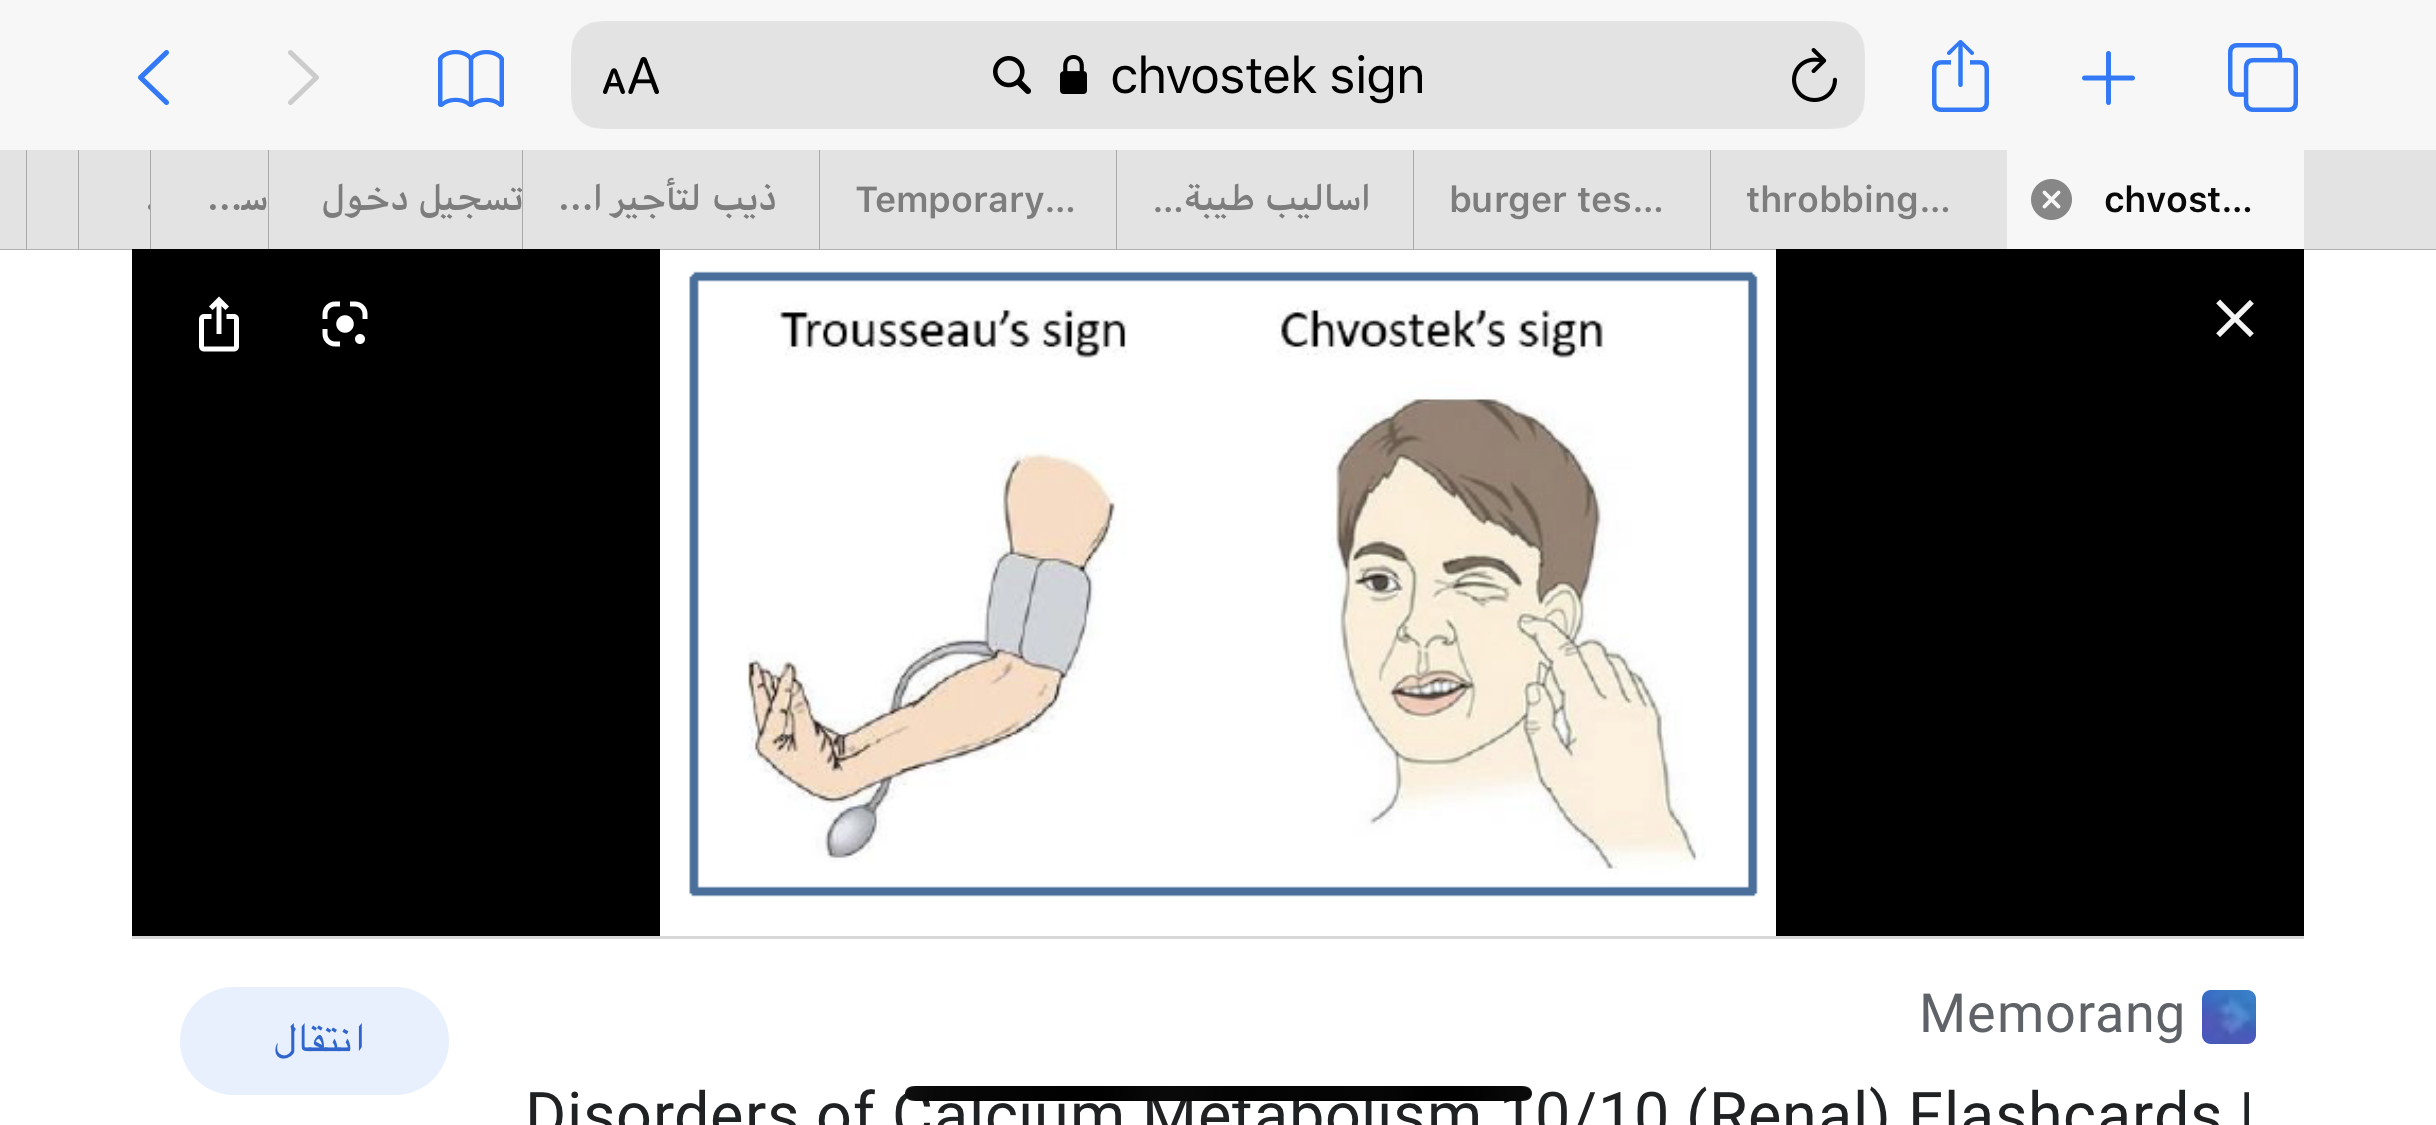 AA chvostek sign
س...
تسجيل دخول
ذيب لتأجير ا...
Temporary...
اساليب طبية...
burger tes...
throbbing...
chvost...
Trousseau's sign
Chvostek's sign
Memorang
انتقال
Disorders of Calcium Metabolism 10/10 (Renal) Flashcards |